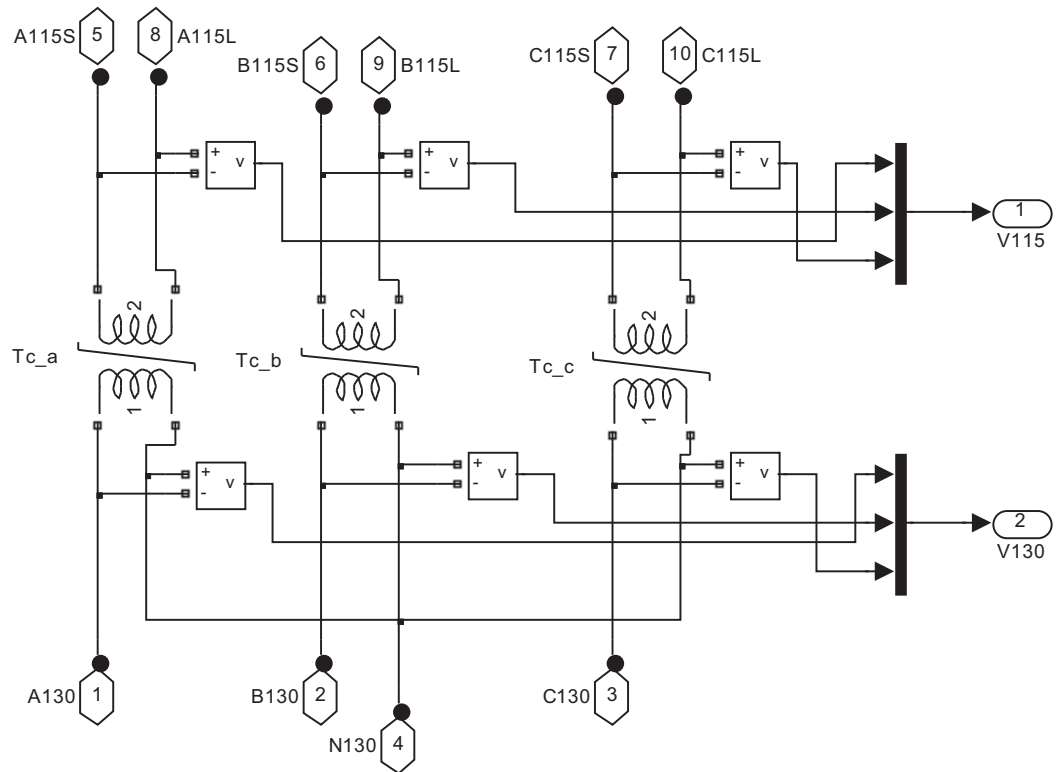 A115S
5
8
A115L
B115S
6
9
B115L
C115S
7
10
C115L
+
-
v
+
-
v
+
-
v
1
V115
2
2
2
Tc_a
Tc_b
Tc_c
1
1
1
+
-
v
+
-
v
+
-
v
2
V130
A130
1
B130
2
C130
3
N130
4